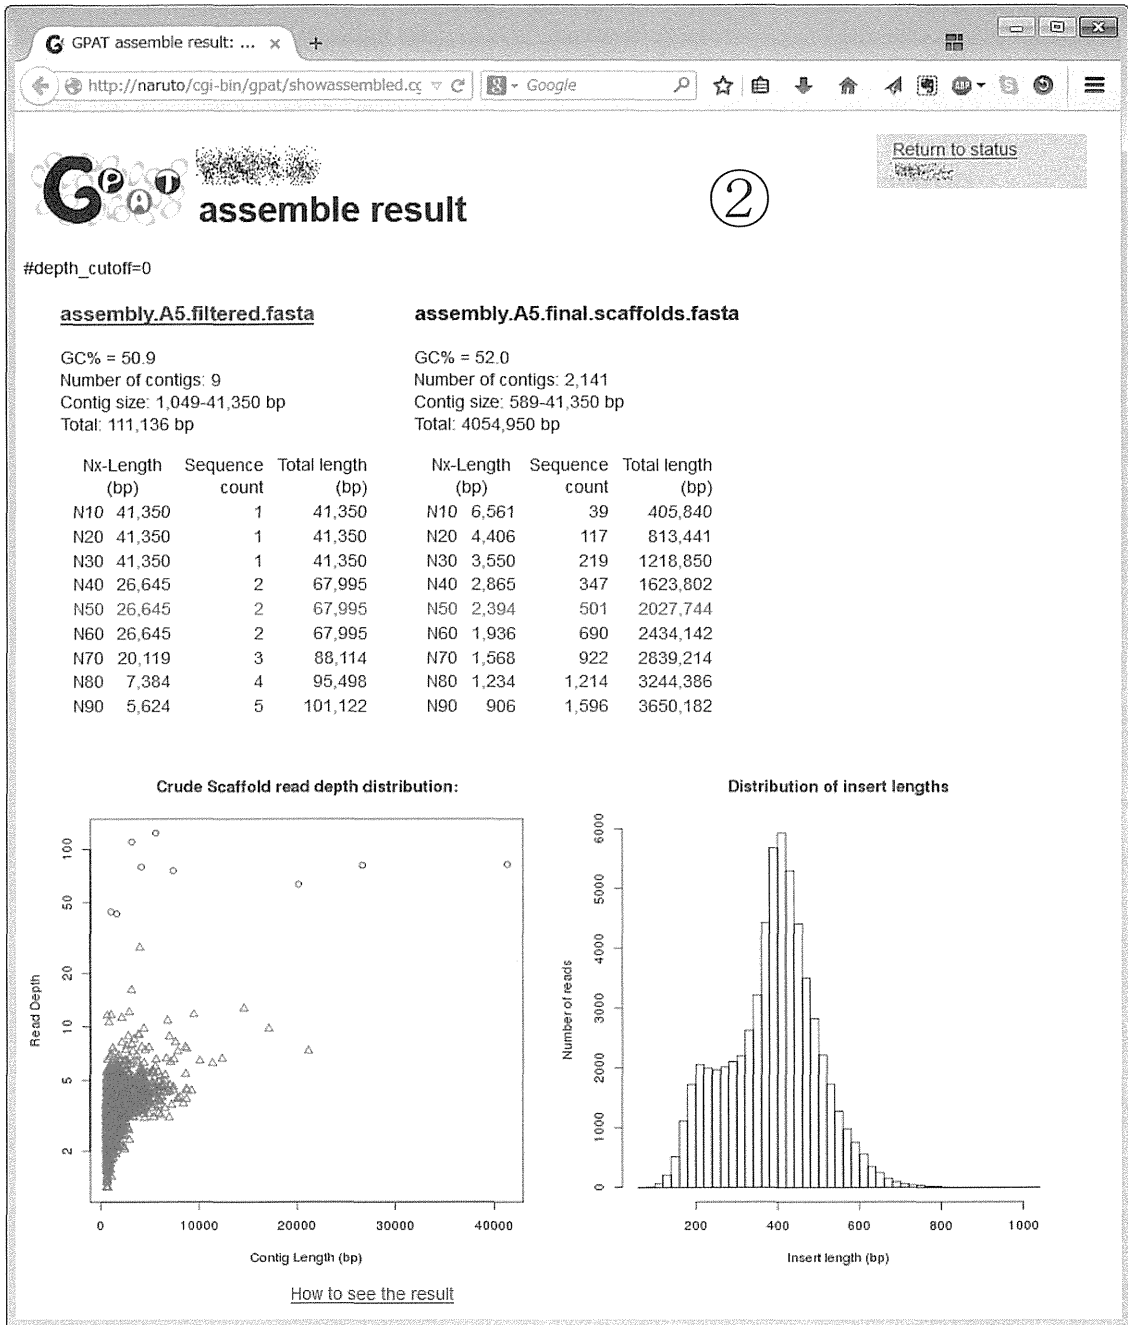 GPAT assemble result: ... × +
http://naruto/cgi-bin/gpat/showassembled.cg
Google
ABP
GPAT
assemble result
②
Return to status
#depth_cutoff=0
assembly.A5.filtered.fasta
GC% = 50.9
Number of contigs: 9
Contig size: 1,049-41,350 bp
Total: 111,136 bp
Nx-Length Sequence Total length
(bp) count (bp)
N10 41,350 1 41,350
N20 41,350 1 41,350
N30 41,350 1 41,350
N40 26,645 2 67,995
N50 26,645 2 67,995
N60 26,645 2 67,995
N70 20,119 3 88,114
N80 7,384 4 95,498
N90 5,624 5 101,122
assembly.A5.final.scaffolds.fasta
GC% = 52.0
Number of contigs: 2,141
Contig size: 589-41,350 bp
Total: 4054,950 bp
Nx-Length Sequence Total length
(bp) count (bp)
N10 6,561 39 405,840
N20 4,406 117 813,441
N30 3,550 219 1218,850
N40 2,865 347 1623,802
N50 2,394 501 2027,744
N60 1,936 690 2434,142
N70 1,568 922 2839,214
N80 1,234 1,214 3244,386
N90 906 1,596 3650,182
Crude Scaffold read depth distribution:
Read Depth
100
50
20
10
5
2
0 10000 20000 30000 40000
Contig Length (bp)
Distribution of insert lengths
Number of reads
6000
5000
4000
3000
2000
1000
0
200 400 600 800 1000
Insert length (bp)
How to see the result